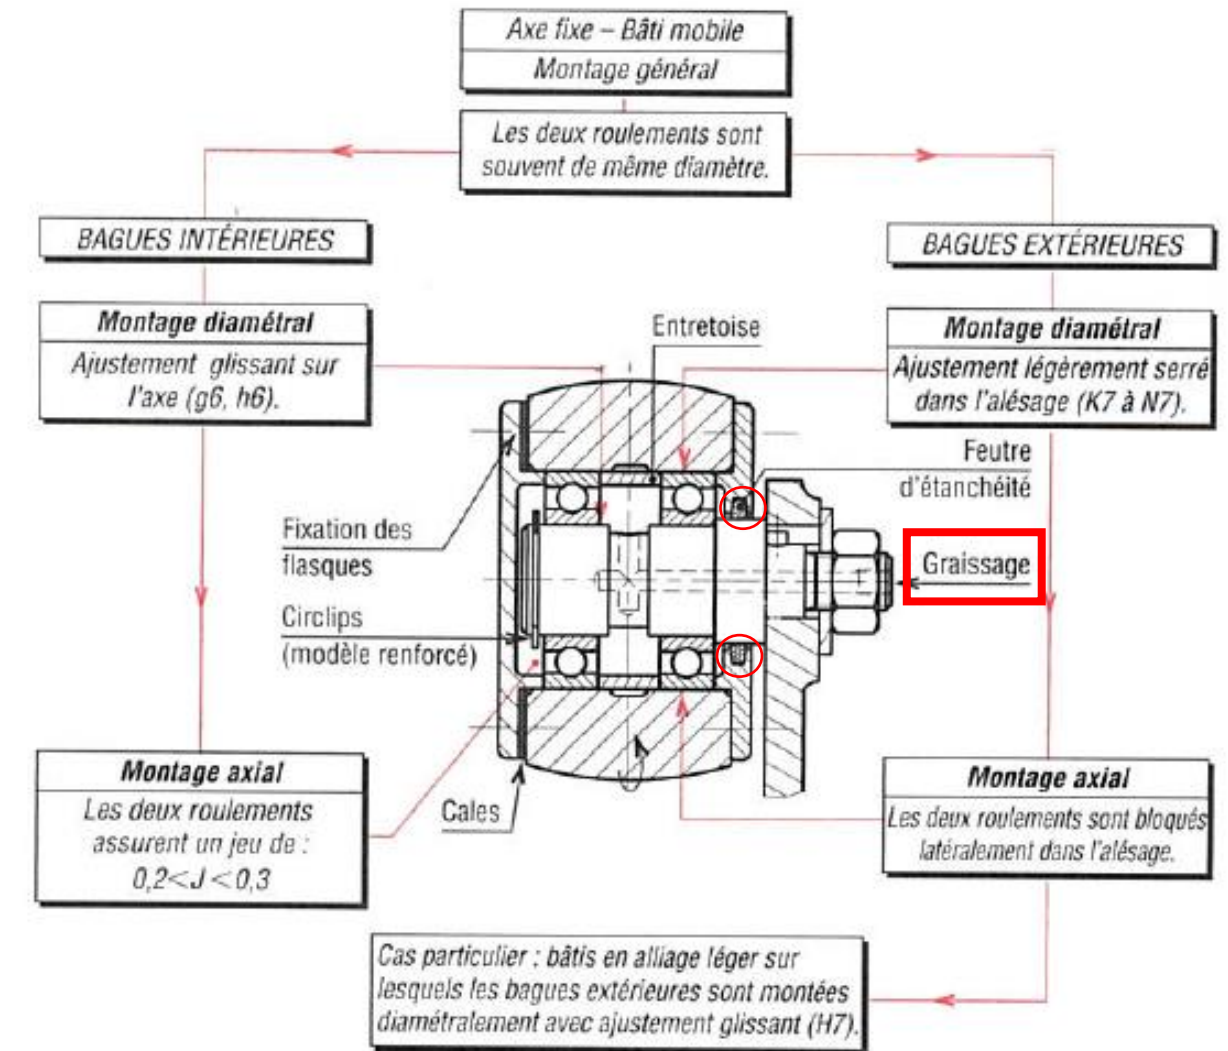 Axe fixe – Bâti mobile
Montage général
Les deux roulements sont
souvent de même diamètre.
BAGUES INTÉRIEURES
BAGUES EXTÉRIEURES
Montage diamétral
Ajustement glissant sur
l'axe (g6, h6).
Entretoise
Montage diamétral
Ajustement légèrement serré
dans l'alésage (K7 à N7).
Feutre
d'étanchéité
Fixation des
flasques
Graissage
Circlips
(modèle renforcé)
Montage axial
Les deux roulements
assurent un jeu de :
0,2<J<0,3
Cales
Montage axial
Les deux roulements sont bloqués
latéralement dans l'alésage.
Cas particulier : bâtis en alliage léger sur
lesquels les bagues extérieures sont montées
diamétralement avec ajustement glissant (H7).